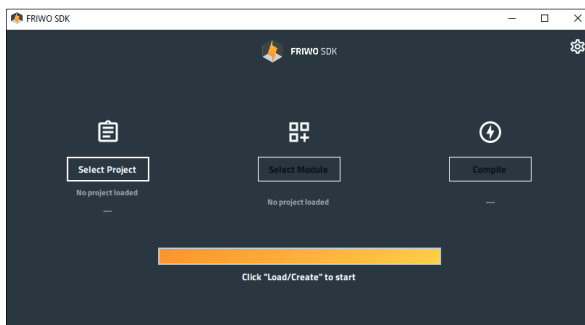 FRIWO SDK
FRIWO SDK
Select Project
Select Module
Compile
No project loaded
No project loaded
---
---
Click "Load/Create" to start